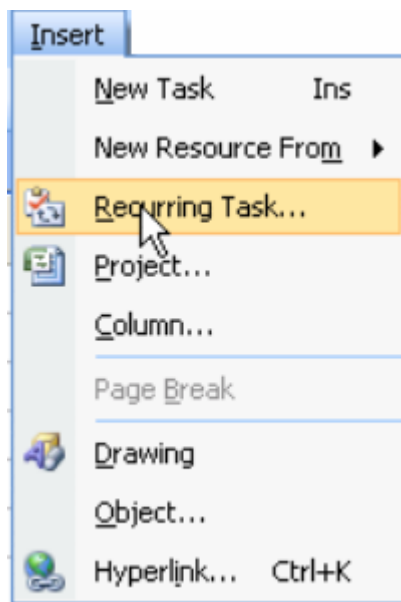 Insert
New Task Ins
New Resource From
Recurring Task...
Project...
Column...
Page Break
Drawing
Object...
Hyperlink... Ctrl+K